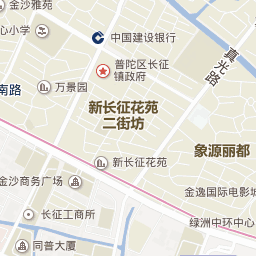 金沙雅苑
中国建设银行
心小学
真光路
普陀区长征
镇政府
万景园
南路
新长征花苑
二街坊
象源丽都
新长征花苑
金沙商务广场
金逸国际电影城
长征工商所
绿洲中环中心
同普大厦